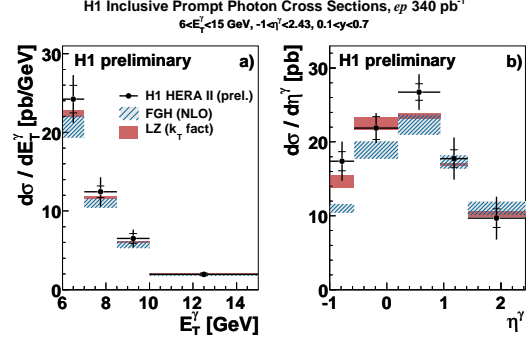 H1 Inclusive Prompt Photon Cross Sections, ep 340 pb⁻¹
6<E_T^γ<15 GeV, -1<η^γ<2.43, 0.1<y<0.7
H1 preliminary a)
H1 HERA II (prel.)
FGH (NLO)
LZ (k_T fact)
dσ / dE_T^γ [pb/GeV]
30
20
10
0
6 8 10 12 14
E_T^γ [GeV]
H1 preliminary b)
dσ / dη^γ [pb]
30
20
10
0
-1 0 1 2
η^γ